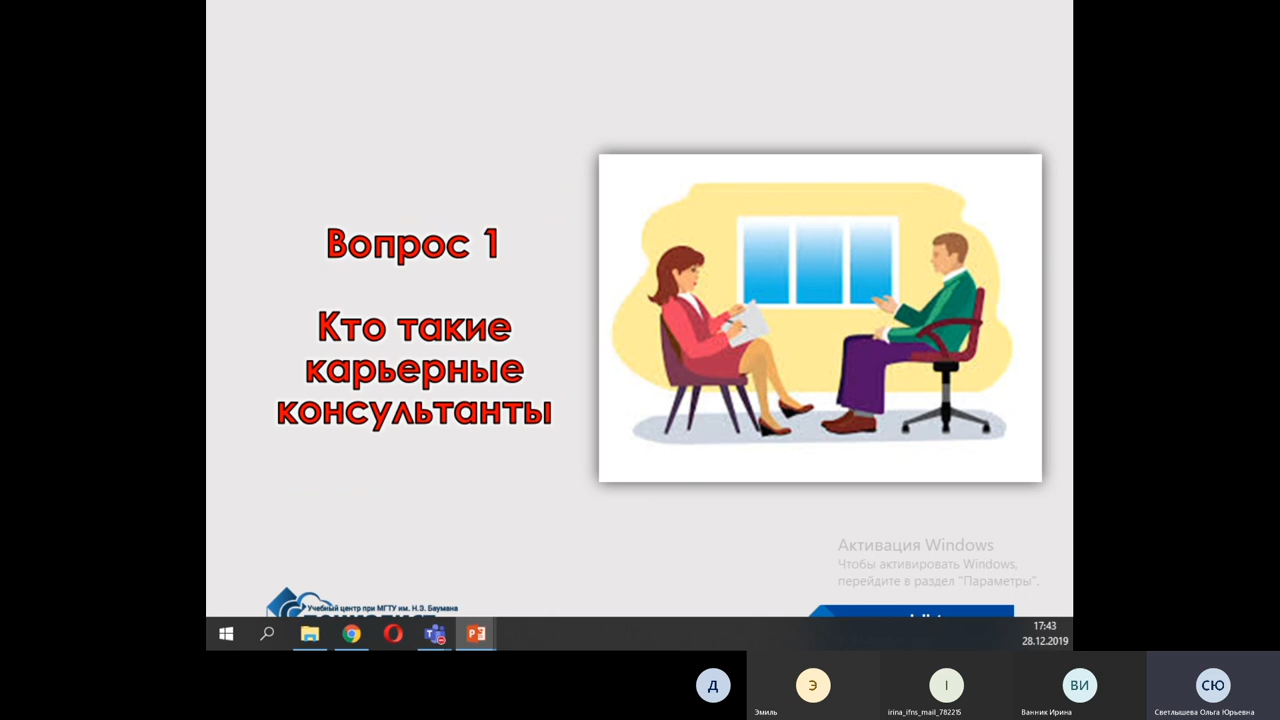 Вопрос 1
Кто такие
карьерные
консультанты
Активация Windows
Чтобы активировать Windows,
перейдите в раздел "Параметры".
Учебный центр при МГТУ им. Н.Э. Баумана
17:43
28.12.2019
Д
Э
I
ВИ
СЮ
Эмиль
irina_ifns_mail_782215
Ванник Ирина
Светлышева Ольга Юрьевна